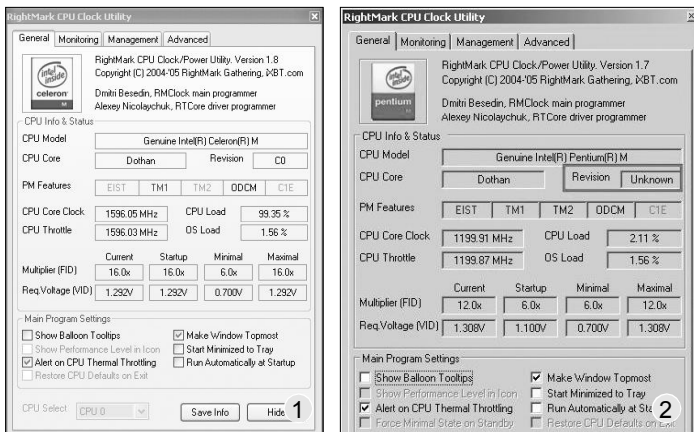 RightMark CPU Clock Utility
General Monitoring Management Advanced
intel inside
celeron
M
RightMark CPU Clock/Power Utility. Version 1.8
Copyright (C) 2004-'05 RightMark Gathering, iXBT.com
Dmitri Besedin, RMClock main programmer
Alexey Nicolaychuk, RTCore driver programmer
CPU Info & Status
CPU Model Genuine Intel(R) Celeron(R) M
CPU Core Dothan Revision C0
PM Features EIST TM1 TM2 ODCM C1E
CPU Core Clock 1596.05 MHz CPU Load 99.35 %
CPU Throttle 1596.03 MHz OS Load 1.56 %
Current Startup Minimal Maximal
Multiplier (FID) 16.0x 16.0x 6.0x 16.0x
Req.Voltage (VID) 1.292V 1.292V 0.700V 1.292V
Main Program Settings
Show Balloon Tooltips Make Window Topmost
Show Performance Level in Icon Start Minimized to Tray
Alert on CPU Thermal Throttling Run Automatically at Startup
Restore CPU Defaults on Exit
CPU Select CPU 0 Save Info Hide
1
RightMark CPU Clock Utility
General Monitoring Management Advanced
intel inside
pentium
M
RightMark CPU Clock/Power Utility. Version 1.7
Copyright (C) 2004-'05 RightMark Gathering, iXBT.com
Dmitri Besedin, RMClock main programmer
Alexey Nicolaychuk, RTCore driver programmer
CPU Info & Status
CPU Model Genuine Intel(R) Pentium(R) M
CPU Core Dothan Revision Unknown
PM Features EIST TM1 TM2 ODCM C1E
CPU Core Clock 1199.91 MHz CPU Load 2.11 %
CPU Throttle 1199.87 MHz OS Load 1.56 %
Current Startup Minimal Maximal
Multiplier (FID) 12.0x 6.0x 6.0x 12.0x
Req.Voltage (VID) 1.308V 1.100V 0.700V 1.308V
Main Program Settings
Show Balloon Tooltips Make Window Topmost
Show Performance Level in Icon Start Minimized to Tray
Alert on CPU Thermal Throttling Run Automatically at Sta
Force Minimal State on Standby Restore CPU Defaults on Exit
2